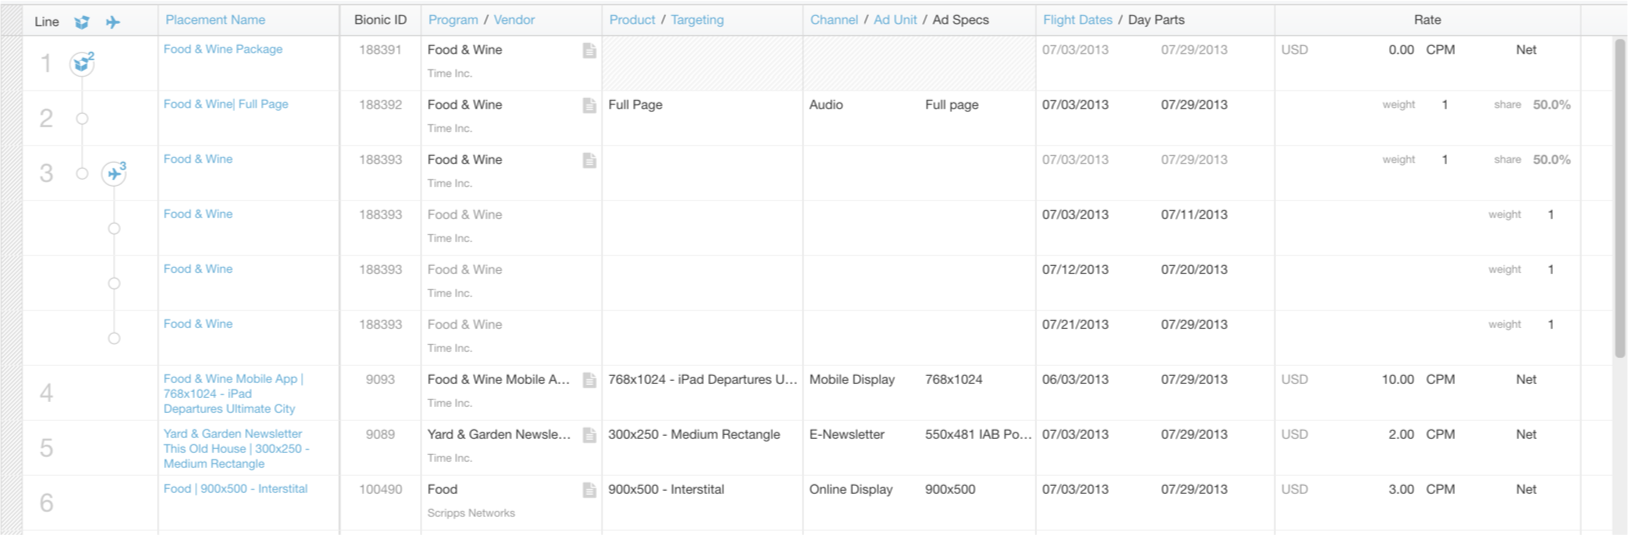 Line Placement Name Bionic ID Program / Vendor Product / Targeting Channel / Ad Unit / Ad Specs Flight Dates / Day Parts Rate
1 2 Food & Wine Package 188391 Food & Wine 07/03/2013 07/29/2013 USD 0.00 CPM Net
Time Inc.
2 Food & Wine| Full Page 188392 Food & Wine Full Page Audio Full page 07/03/2013 07/29/2013 weight 1 share 50.0%
Time Inc.
3 3 Food & Wine 188393 Food & Wine 07/03/2013 07/29/2013 weight 1 share 50.0%
Time Inc.
Food & Wine 188393 Food & Wine 07/03/2013 07/11/2013 weight 1
Time Inc.
Food & Wine 188393 Food & Wine 07/12/2013 07/20/2013 weight 1
Time Inc.
Food & Wine 188393 Food & Wine 07/21/2013 07/29/2013 weight 1
Time Inc.
4 Food & Wine Mobile App | 9093 Food & Wine Mobile A... 768x1024 - iPad Departures U... Mobile Display 768x1024 06/03/2013 07/29/2013 USD 10.00 CPM Net
768x1024 - iPad
Time Inc.
Departures Ultimate City
5 Yard & Garden Newsletter 9089 Yard & Garden Newsle... 300x250 - Medium Rectangle E-Newsletter 550x481 IAB Po... 07/03/2013 07/29/2013 USD 2.00 CPM Net
This Old House | 300x250 -
Time Inc.
Medium Rectangle
6 Food | 900x500 - Interstital 100490 Food 900x500 - Interstital Online Display 900x500 07/03/2013 07/29/2013 USD 3.00 CPM Net
Scripps Networks